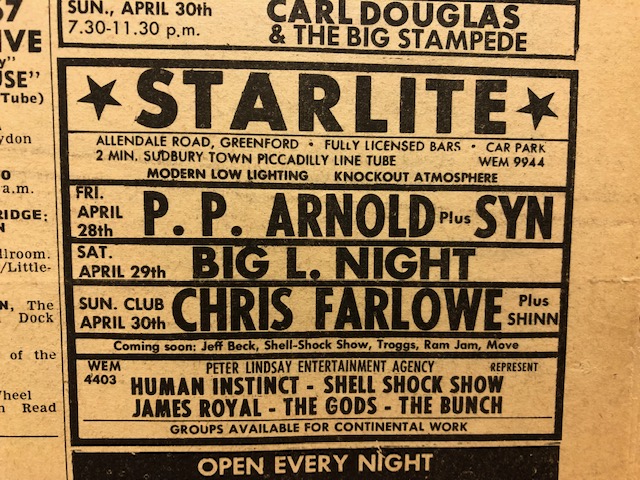 67
IVE
y"
USE"
Tube)
ydon
O
a.m.
RIDGE:
N
llroom.
/Little-
N, The
Dock
of the
Wheel
n Read
SUN., APRIL 30th
7.30-11.30 p.m.
CARL DOUGLAS
& THE BIG STAMPEDE
STARLITE
ALLENDALE ROAD, GREENFORD • FULLY LICENSED BARS • CAR PARK
2 MIN. SUDBURY TOWN PICCADILLY LINE TUBE WEM 9944
MODERN LOW LIGHTING KNOCKOUT ATMOSPHERE
FRI.
APRIL
28th
P. P. ARNOLD Plus SYN
SAT.
APRIL 29th
BIG L. NIGHT
SUN. CLUB
APRIL 30th
CHRIS FARLOWE
Plus
SHINN
Coming soon: Jeff Beck, Shell-Shock Show, Troggs, Ram Jam, Move
WEM
4403
PETER LINDSAY ENTERTAINMENT AGENCY REPRESENT
HUMAN INSTINCT - SHELL SHOCK SHOW
JAMES ROYAL - THE GODS - THE BUNCH
GROUPS AVAILABLE FOR CONTINENTAL WORK
OPEN EVERY NIGHT